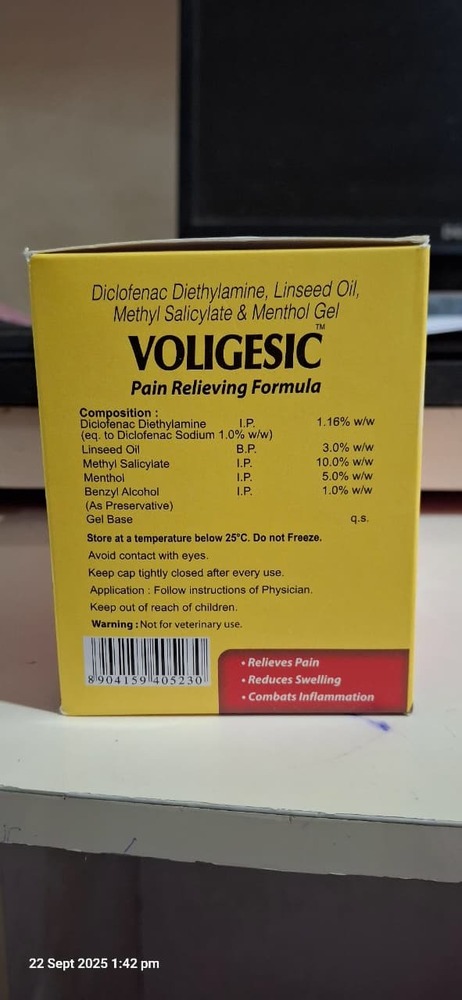 Diclofenac Diethylamine, Linseed Oil,
Methyl Salicylate & Menthol Gel
VOLIGESIC™
Pain Relieving Formula
Composition :
Diclofenac Diethylamine I.P. 1.16% w/w
(eq. to Diclofenac Sodium 1.0% w/w)
Linseed Oil B.P. 3.0% w/w
Methyl Salicylate I.P. 10.0% w/w
Menthol I.P. 5.0% w/w
Benzyl Alcohol I.P. 1.0% w/w
(As Preservative)
Gel Base q.s.
Store at a temperature below 25°C. Do not Freeze.
Avoid contact with eyes.
Keep cap tightly closed after every use.
Application : Follow instructions of Physician.
Keep out of reach of children.
Warning : Not for veterinary use.
8 904159 405230
• Relieves Pain
• Reduces Swelling
• Combats Inflammation
22 Sept 2025 1:42 pm